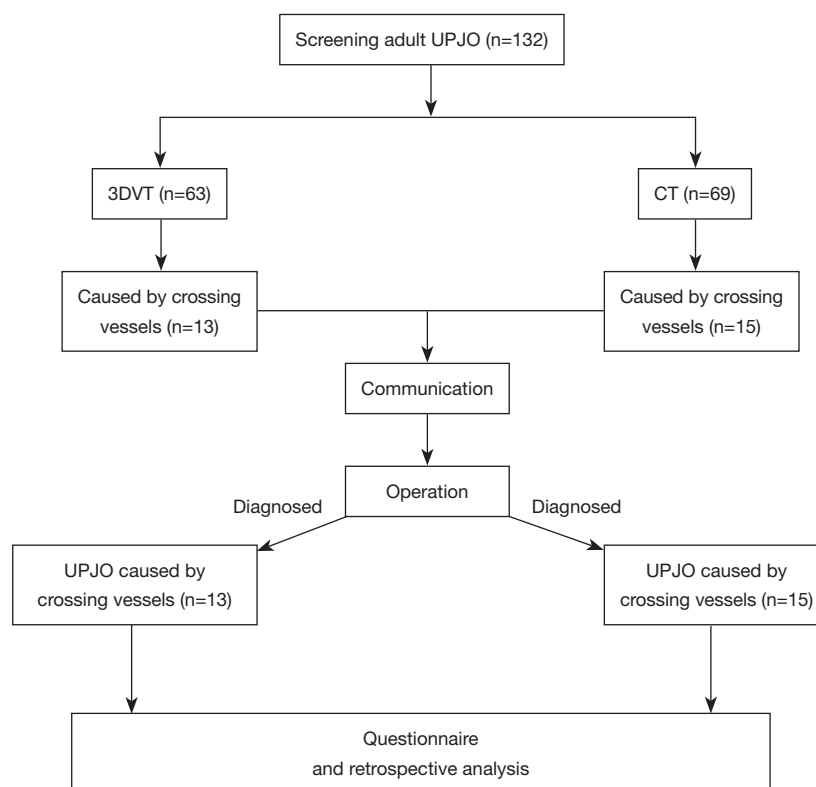 Screening adult UPJO (n=132)
3DVT (n=63)
CT (n=69)
Caused by crossing
vessels (n=13)
Caused by crossing
vessels (n=15)
Communication
Operation
Diagnosed
Diagnosed
UPJO caused by
crossing vessels (n=13)
UPJO caused by
crossing vessels (n=15)
Questionnaire
and retrospective analysis